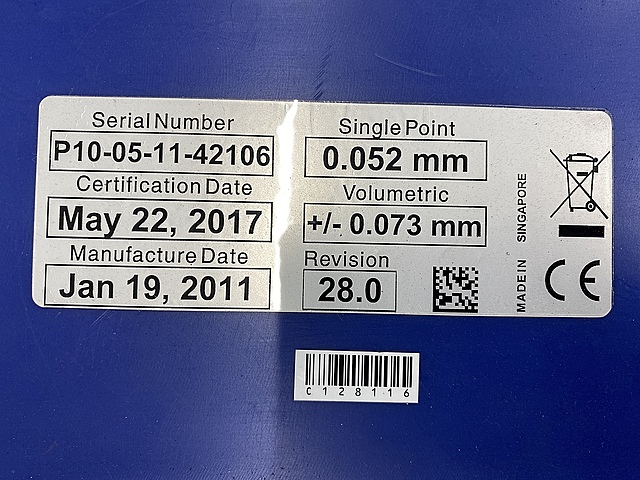 Serial Number
P10-05-11-42106
Certification Date
May 22, 2017
Manufacture Date
Jan 19, 2011
Single Point
0.052 mm
Volumetric
+/- 0.073 mm
Revision
28.0
MADE IN SINGAPORE
CE
C128116